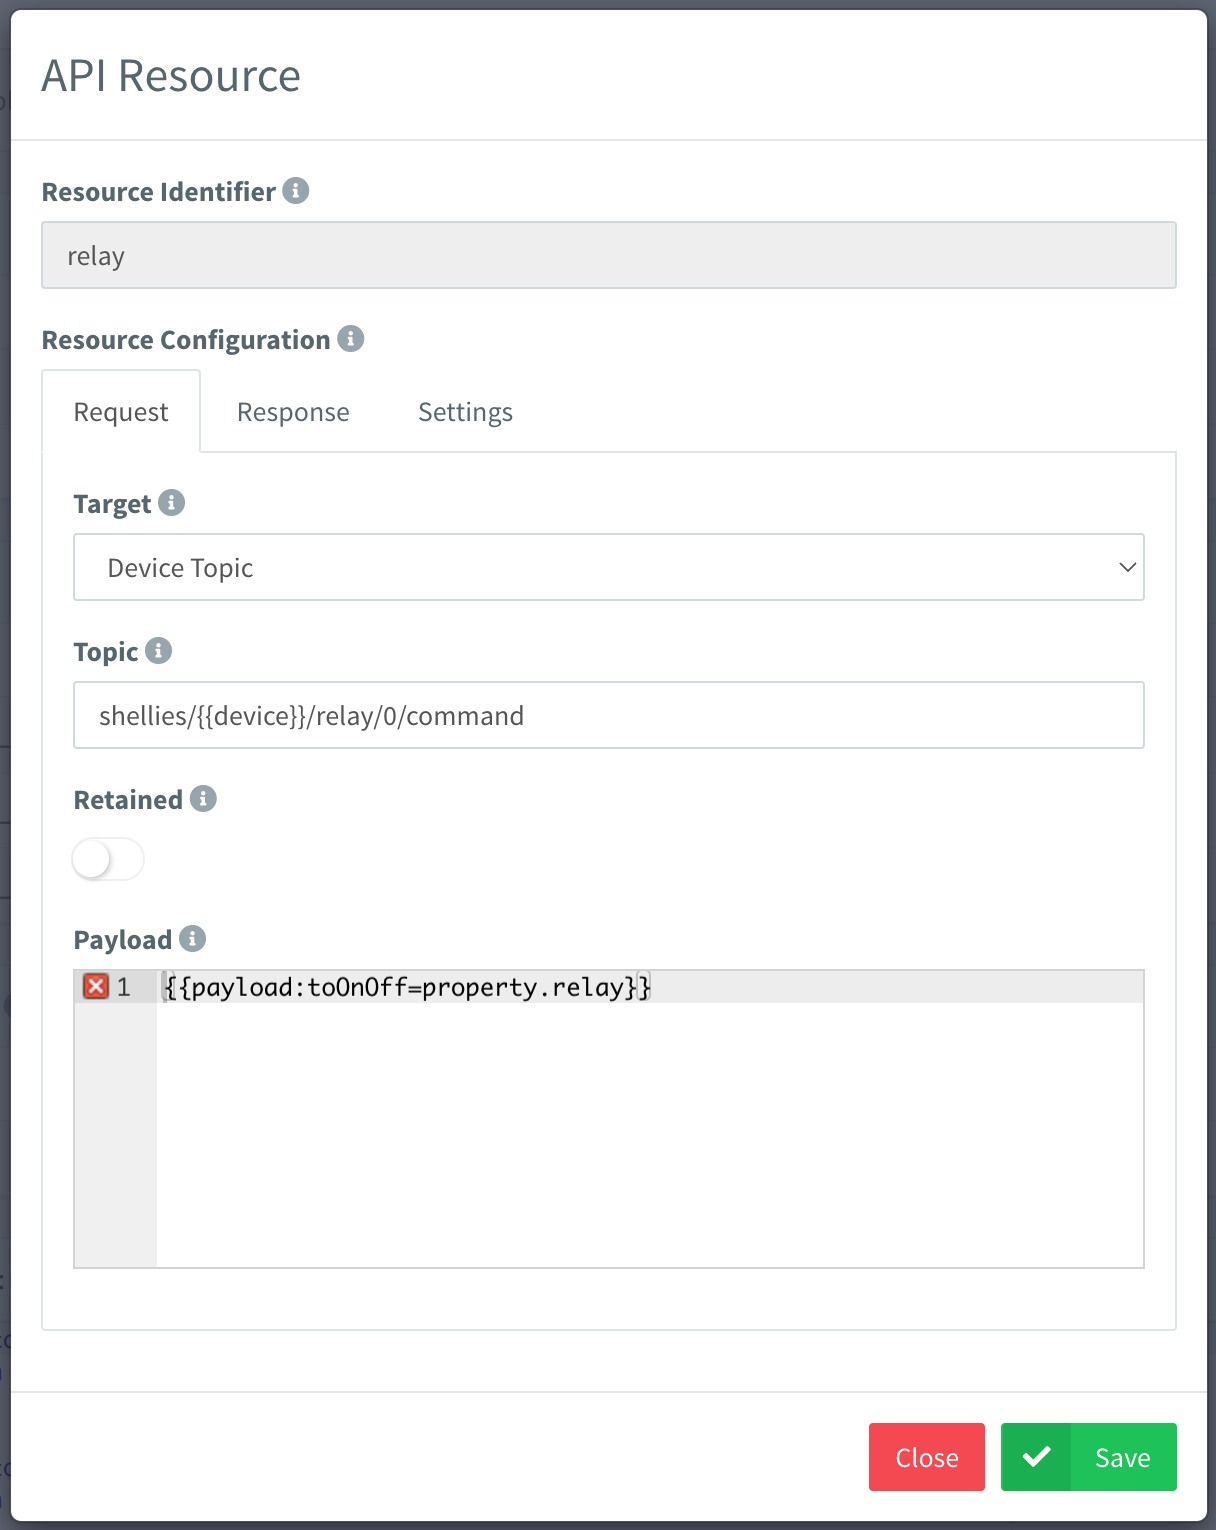 API Resource
Resource Identifier
relay
Resource Configuration
Request Response Settings
Target
Device Topic
Topic
shellies/{{device}}/relay/0/command
Retained
Payload
1 {{payload:toOnOff=property.relay}}
Close Save